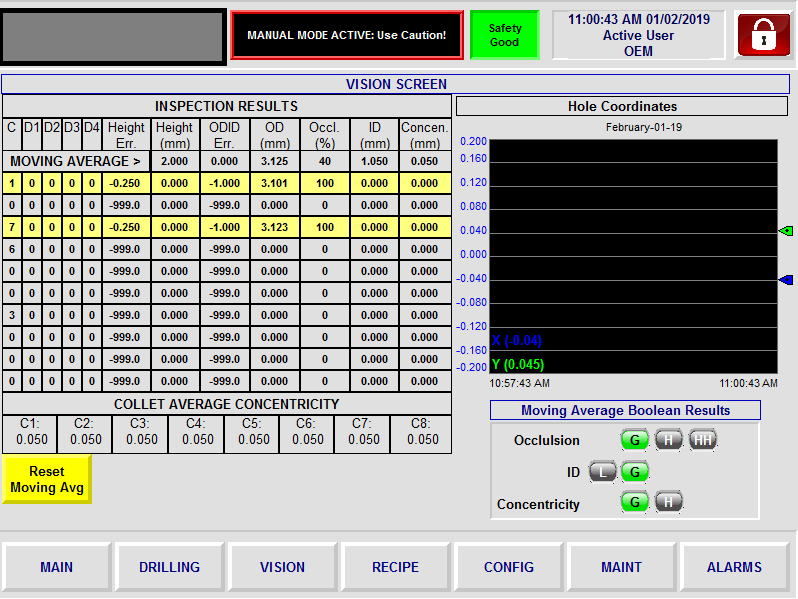 MANUAL MODE ACTIVE: Use Caution!
Safety
Good
11:00:43 AM 01/02/2019
Active User
OEM
VISION SCREEN
INSPECTION RESULTS
C D1 D2 D3 D4 Height Err. Height (mm) ODID Err. OD (mm) Occl. (%) ID (mm) Concen. (mm)
MOVING AVERAGE > 2.000 0.000 3.125 40 1.050 0.050
1 0 0 0 0 -0.250 0.000 -1.000 3.101 100 0.000 0.000
0 0 0 0 0 -999.0 0.000 -999.0 0.000 0 0.000 0.000
7 0 0 0 0 -0.250 0.000 -1.000 3.123 100 0.000 0.000
6 0 0 0 0 -999.0 0.000 -999.0 0.000 0 0.000 0.000
0 0 0 0 0 -999.0 0.000 -999.0 0.000 0 0.000 0.000
0 0 0 0 0 -999.0 0.000 -999.0 0.000 0 0.000 0.000
3 0 0 0 0 -999.0 0.000 -999.0 0.000 0 0.000 0.000
0 0 0 0 0 -999.0 0.000 -999.0 0.000 0 0.000 0.000
0 0 0 0 0 -999.0 0.000 -999.0 0.000 0 0.000 0.000
0 0 0 0 0 -999.0 0.000 -999.0 0.000 0 0.000 0.000
COLLET AVERAGE CONCENTRICITY
C1: C2: C3: C4: C5: C6: C7: C8:
0.050 0.050 0.050 0.050 0.050 0.050 0.050 0.050
Reset
Moving Avg
Hole Coordinates
February-01-19
0.200
0.160
0.120
0.080
0.040
0.000
-0.040
-0.080
-0.120
-0.160
-0.200
X (-0.04)
Y (0.045)
10:57:43 AM 11:00:43 AM
Moving Average Boolean Results
Occlulsion G H HH
ID L G
Concentricity G H
MAIN DRILLING VISION RECIPE CONFIG MAINT ALARMS